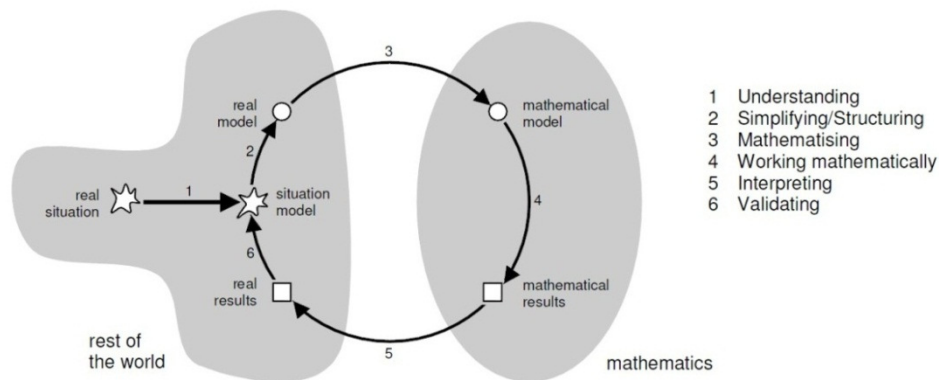 3
real
model
mathematical
model
2
1
real
situation
situation
model
4
6
real
results
mathematical
results
5
rest of
the world
mathematics
1 Understanding
2 Simplifying/Structuring
3 Mathematising
4 Working mathematically
5 Interpreting
6 Validating